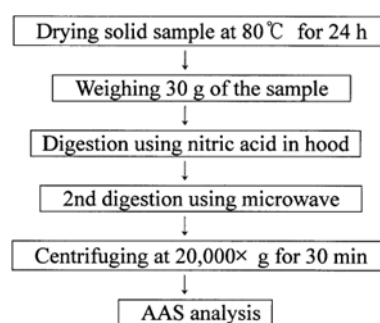 Drying solid sample at 80℃ for 24 h
Weighing 30 g of the sample
Digestion using nitric acid in hood
2nd digestion using microwave
Centrifuging at 20,000× g for 30 min
AAS analysis